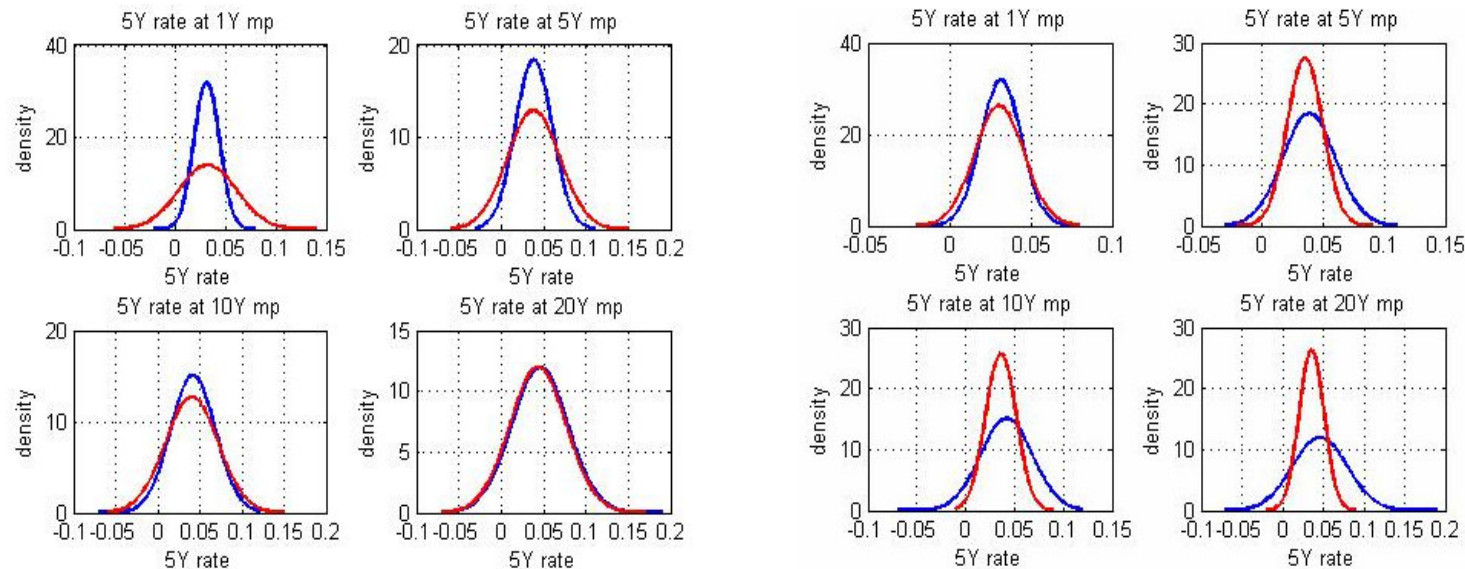 5Y rate at 1Y mp
40
20
0
density
-0.1 -0.05 0 0.05 0.1 0.15
5Y rate
5Y rate at 5Y mp
20
10
0
density
-0.1 -0.05 0 0.05 0.1 0.15 0.2
5Y rate
5Y rate at 10Y mp
20
10
0
density
-0.1 -0.05 0 0.05 0.1 0.15 0.2
5Y rate
5Y rate at 20Y mp
15
10
5
0
density
-0.1 -0.05 0 0.05 0.1 0.15 0.2
5Y rate
5Y rate at 1Y mp
40
20
0
density
-0.05 0 0.05 0.1
5Y rate
5Y rate at 5Y mp
30
20
10
0
density
-0.05 0 0.05 0.1 0.15
5Y rate
5Y rate at 10Y mp
30
20
10
0
density
-0.1 -0.05 0 0.05 0.1 0.15
5Y rate
5Y rate at 20Y mp
30
20
10
0
density
-0.1 -0.05 0 0.05 0.1 0.15 0.2
5Y rate